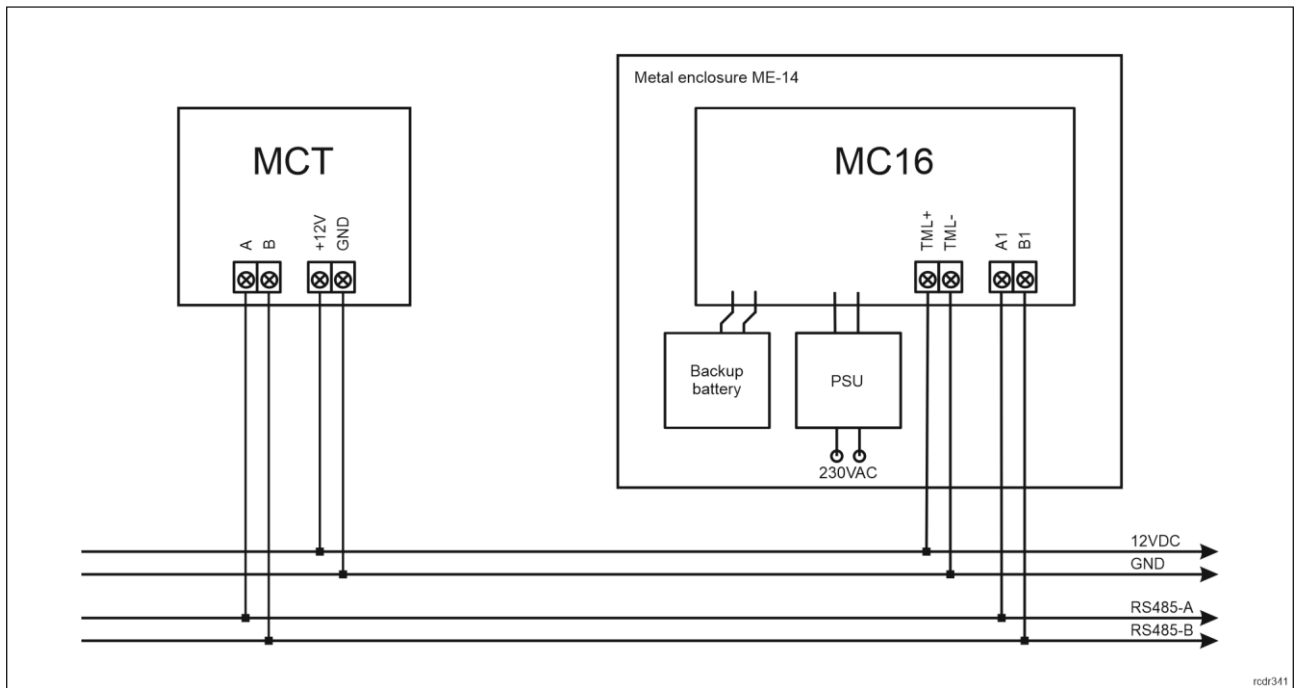 Metal enclosure ME-14
MCT
MC16
A
B
+12V
GND
TML+
TML-
A1
B1
Backup
battery
PSU
230VAC
12VDC
GND
RS485-A
RS485-B
rcdr341